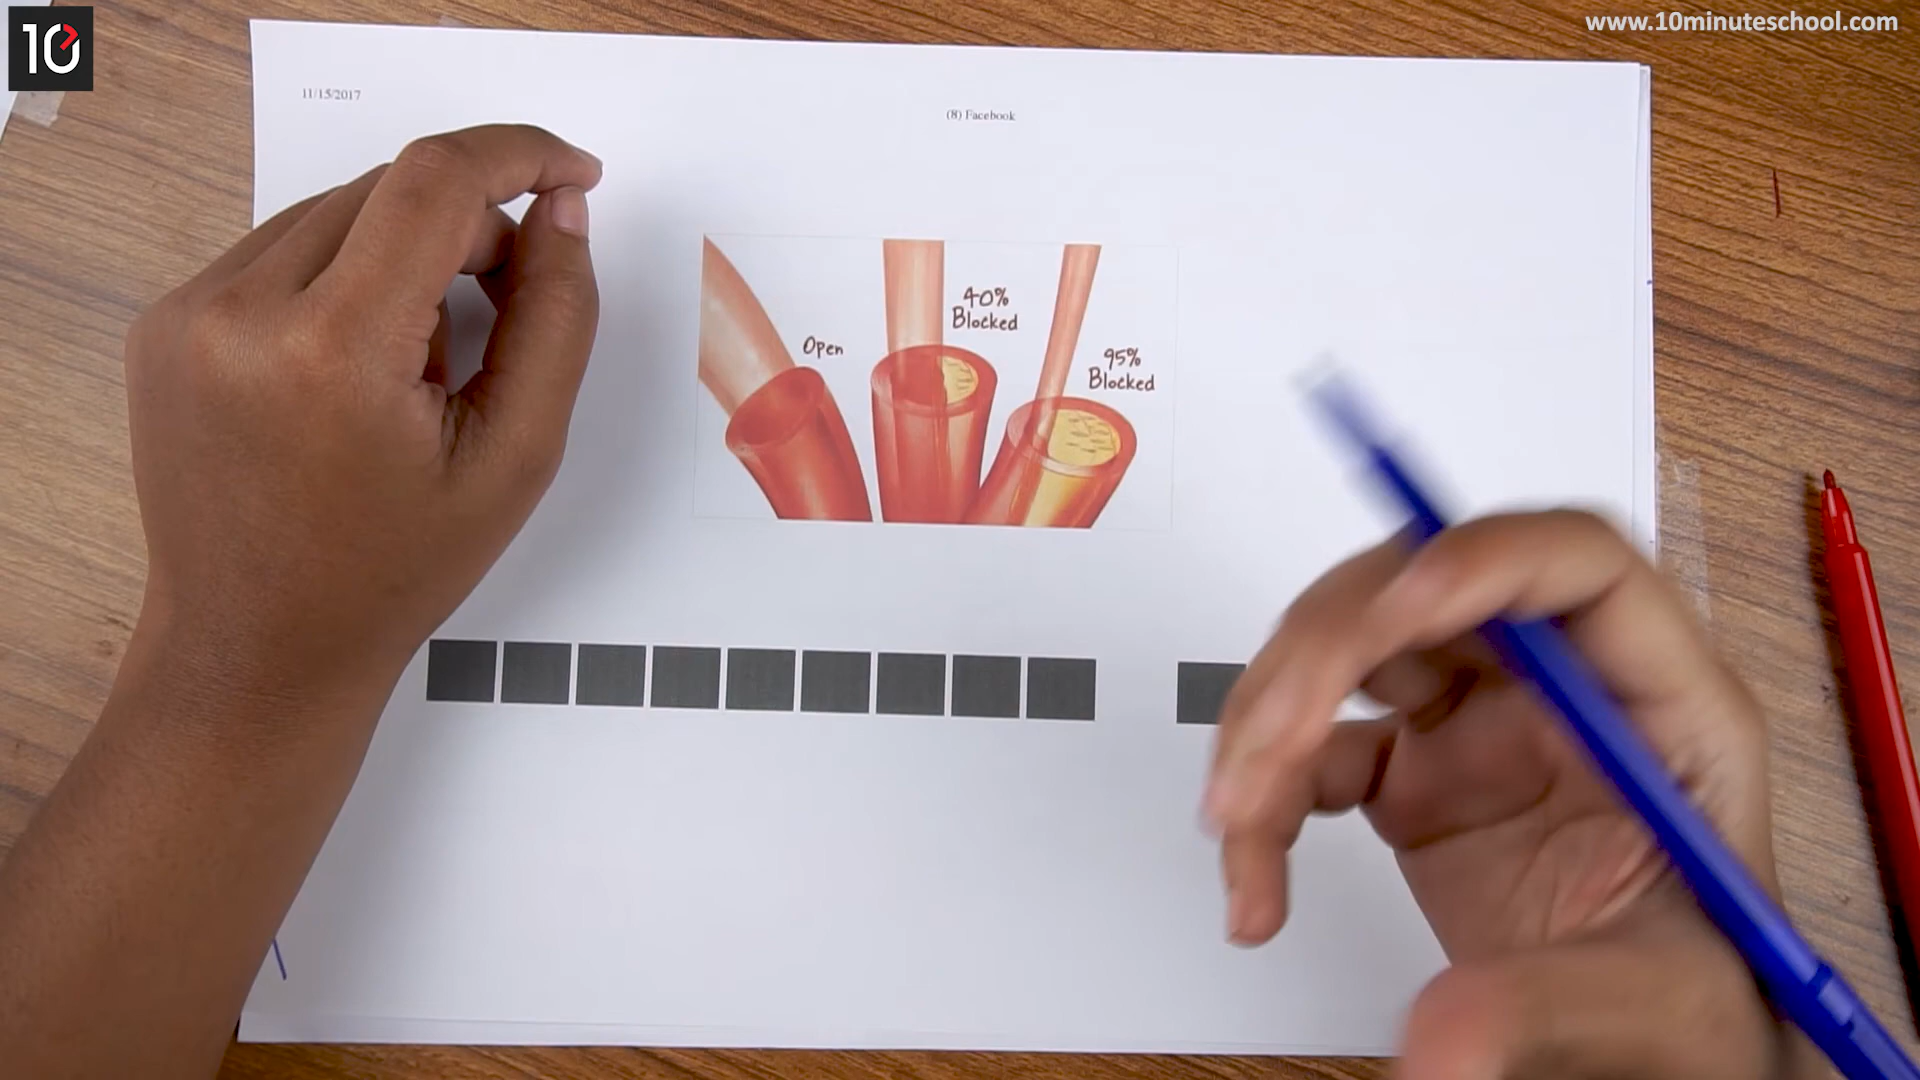 10
www.10minuteschool.com
11/15/2017
(8) Facebook
Open
40%
Blocked
95%
Blocked